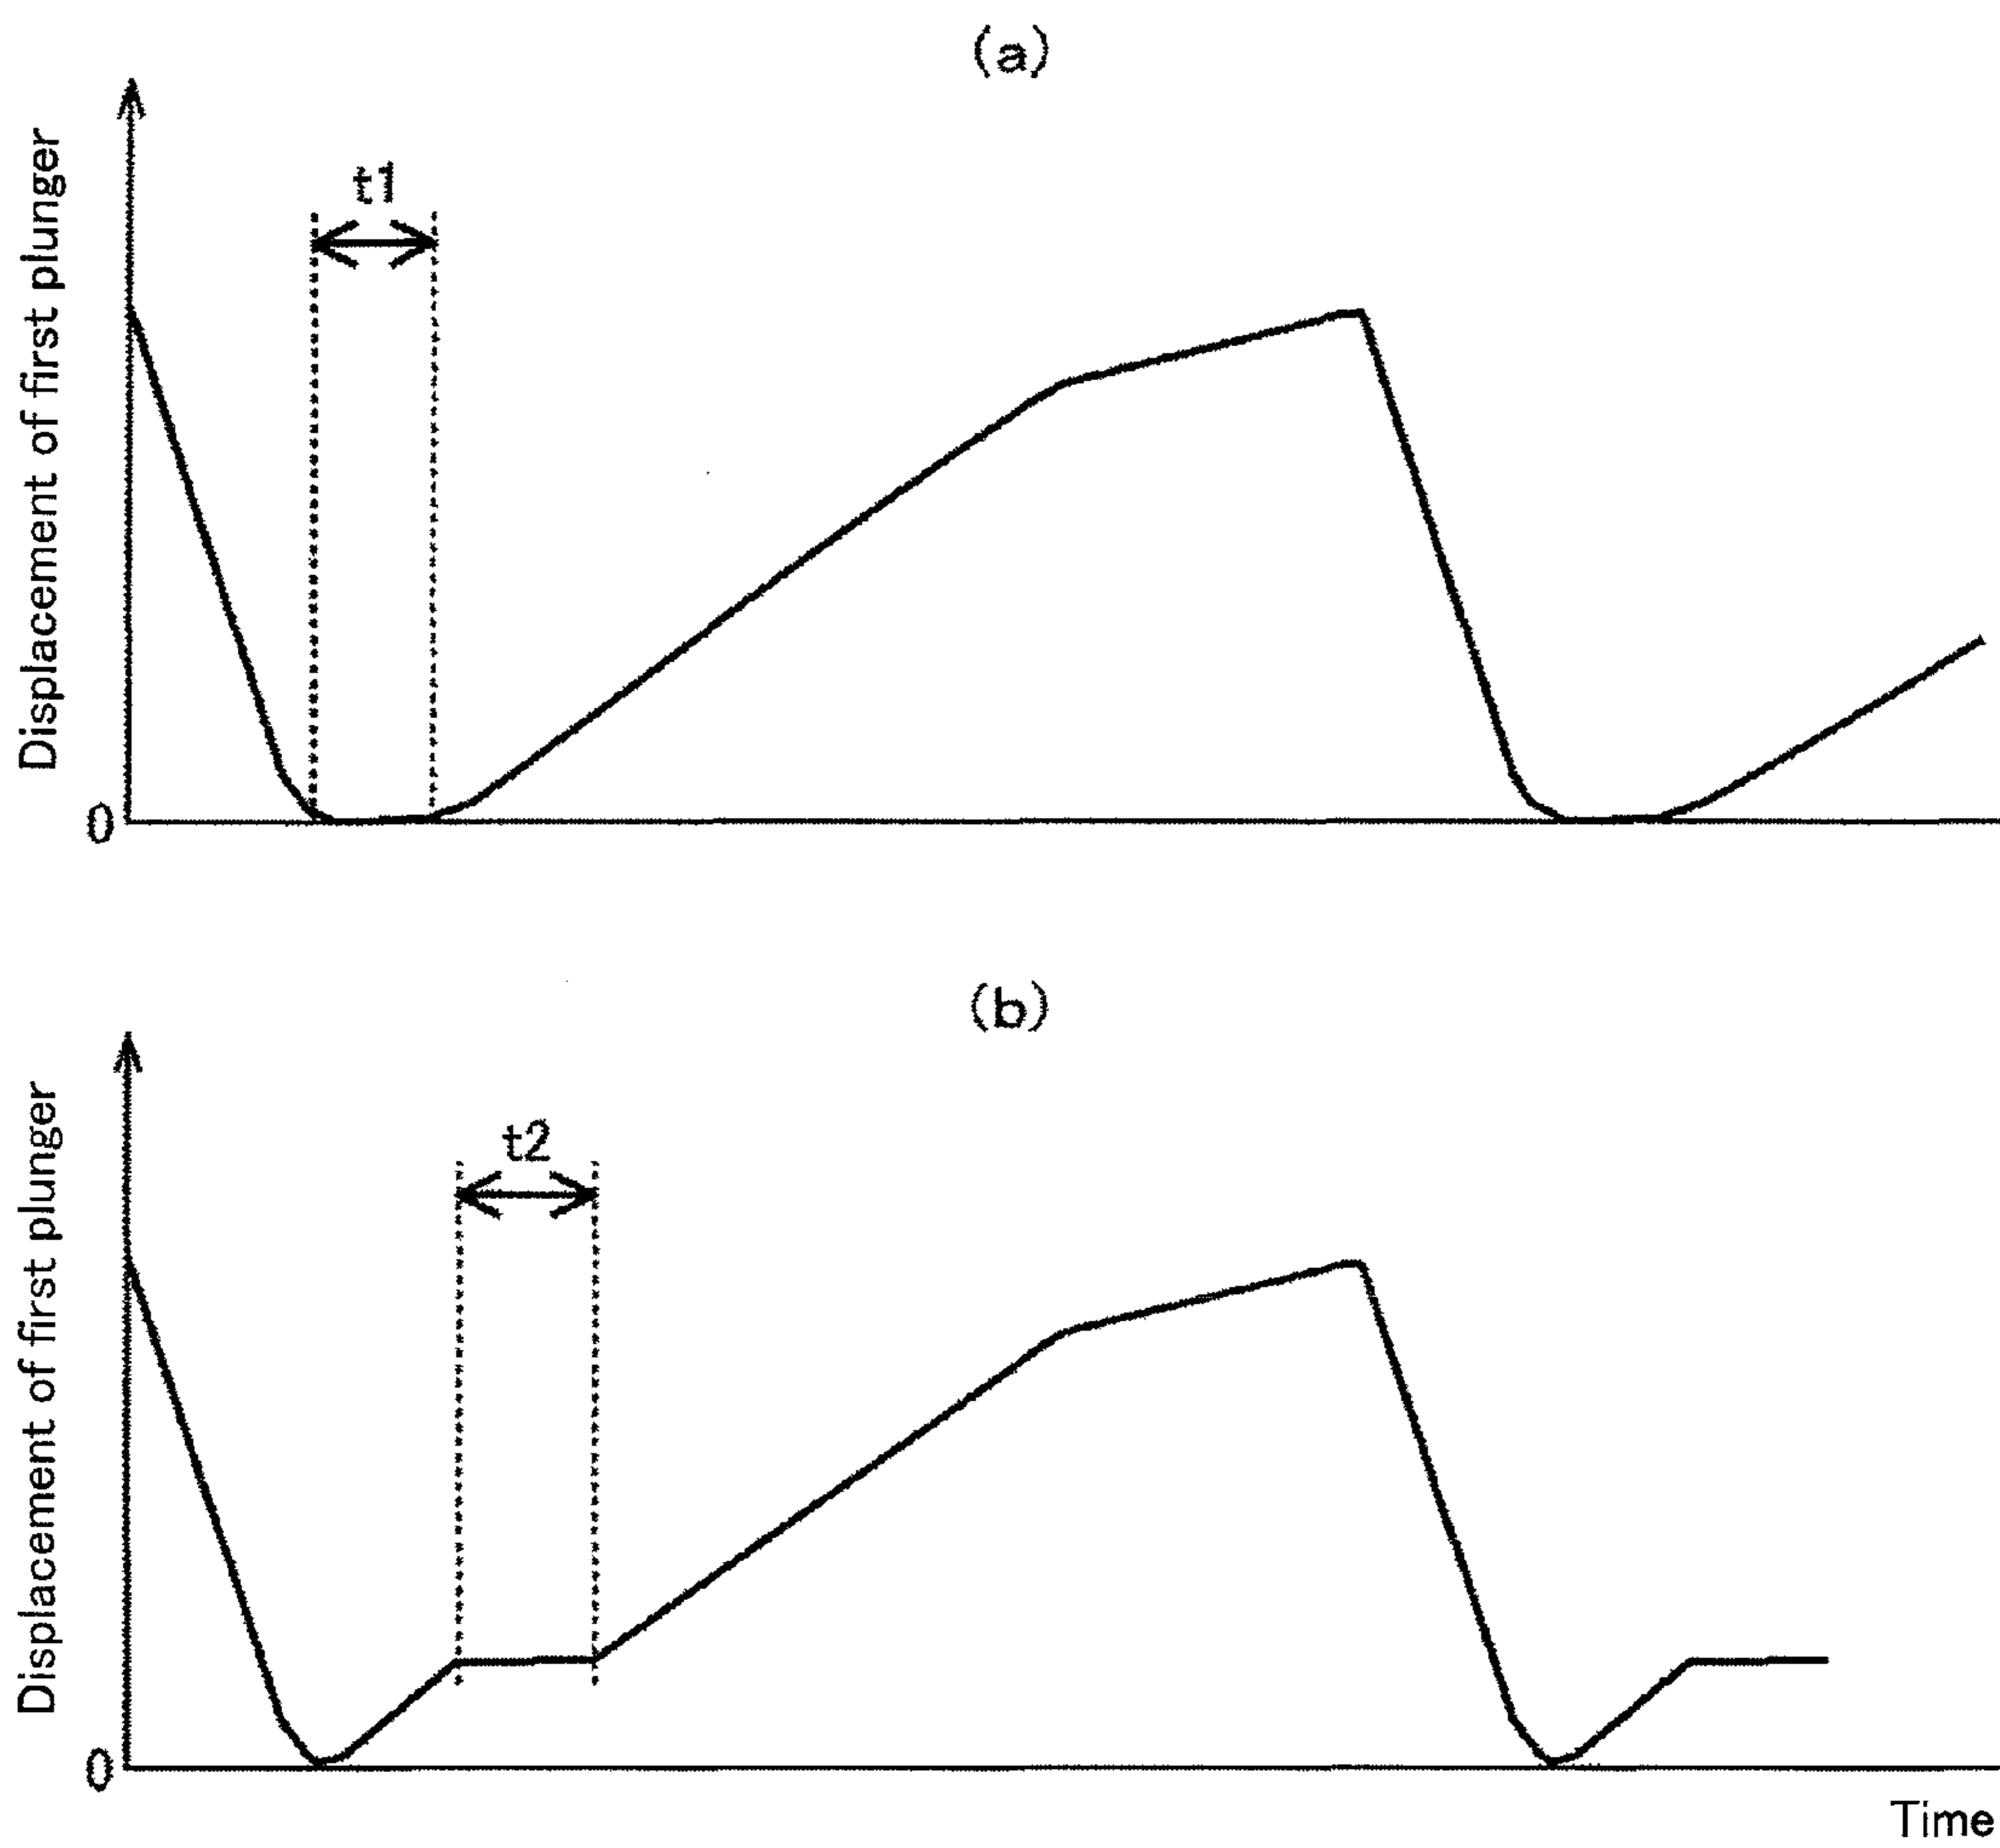 (a)
Displacement of first plunger
t1
0
(b)
Displacement of first plunger
t2
0
Time